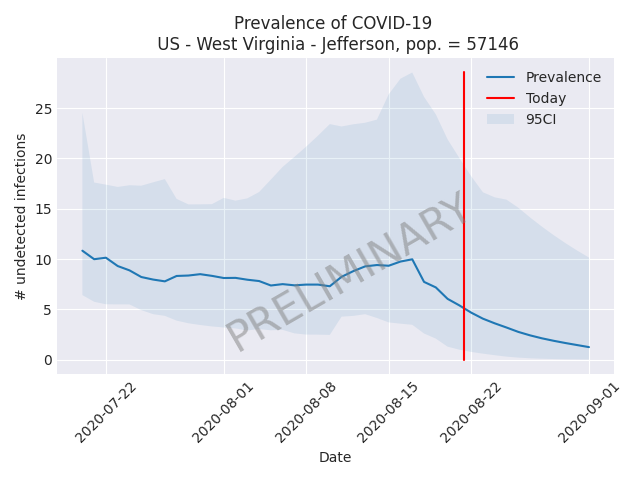 Prevalence of COVID-19
US - West Virginia - Jefferson, pop. = 57146
Prevalence
Today
95CI
25
20
15
10
5
0
# undetected infections
PRELIMINARY
2020-07-22
2020-08-01
2020-08-08
2020-08-15
2020-08-22
2020-09-01
Date